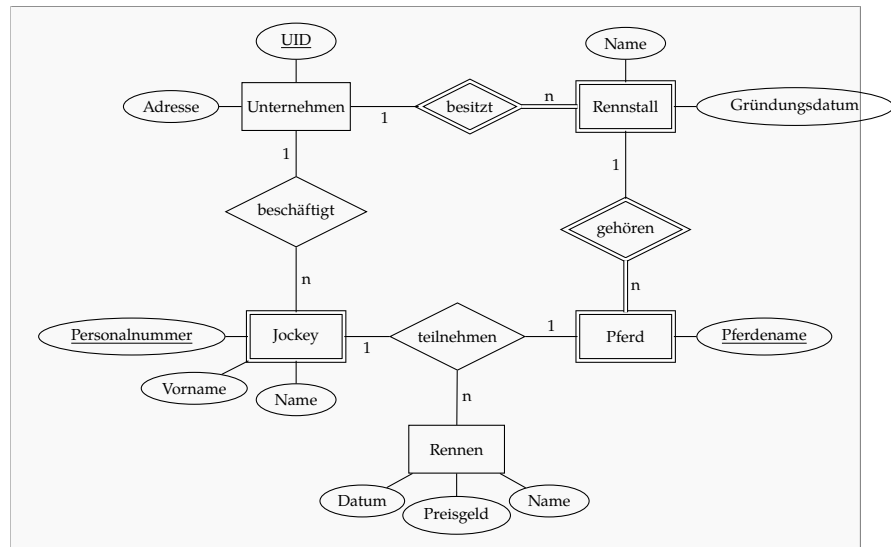 UID
Name
Adresse
Unternehmen
1
besitzt
n
Rennstall
Gründungsdatum
1
1
beschäftigt
gehören
n
n
Personalnummer
Jockey
1
teilnehmen
1
Pferd
Pferdename
Vorname
Name
n
Rennen
Datum
Preisgeld
Name